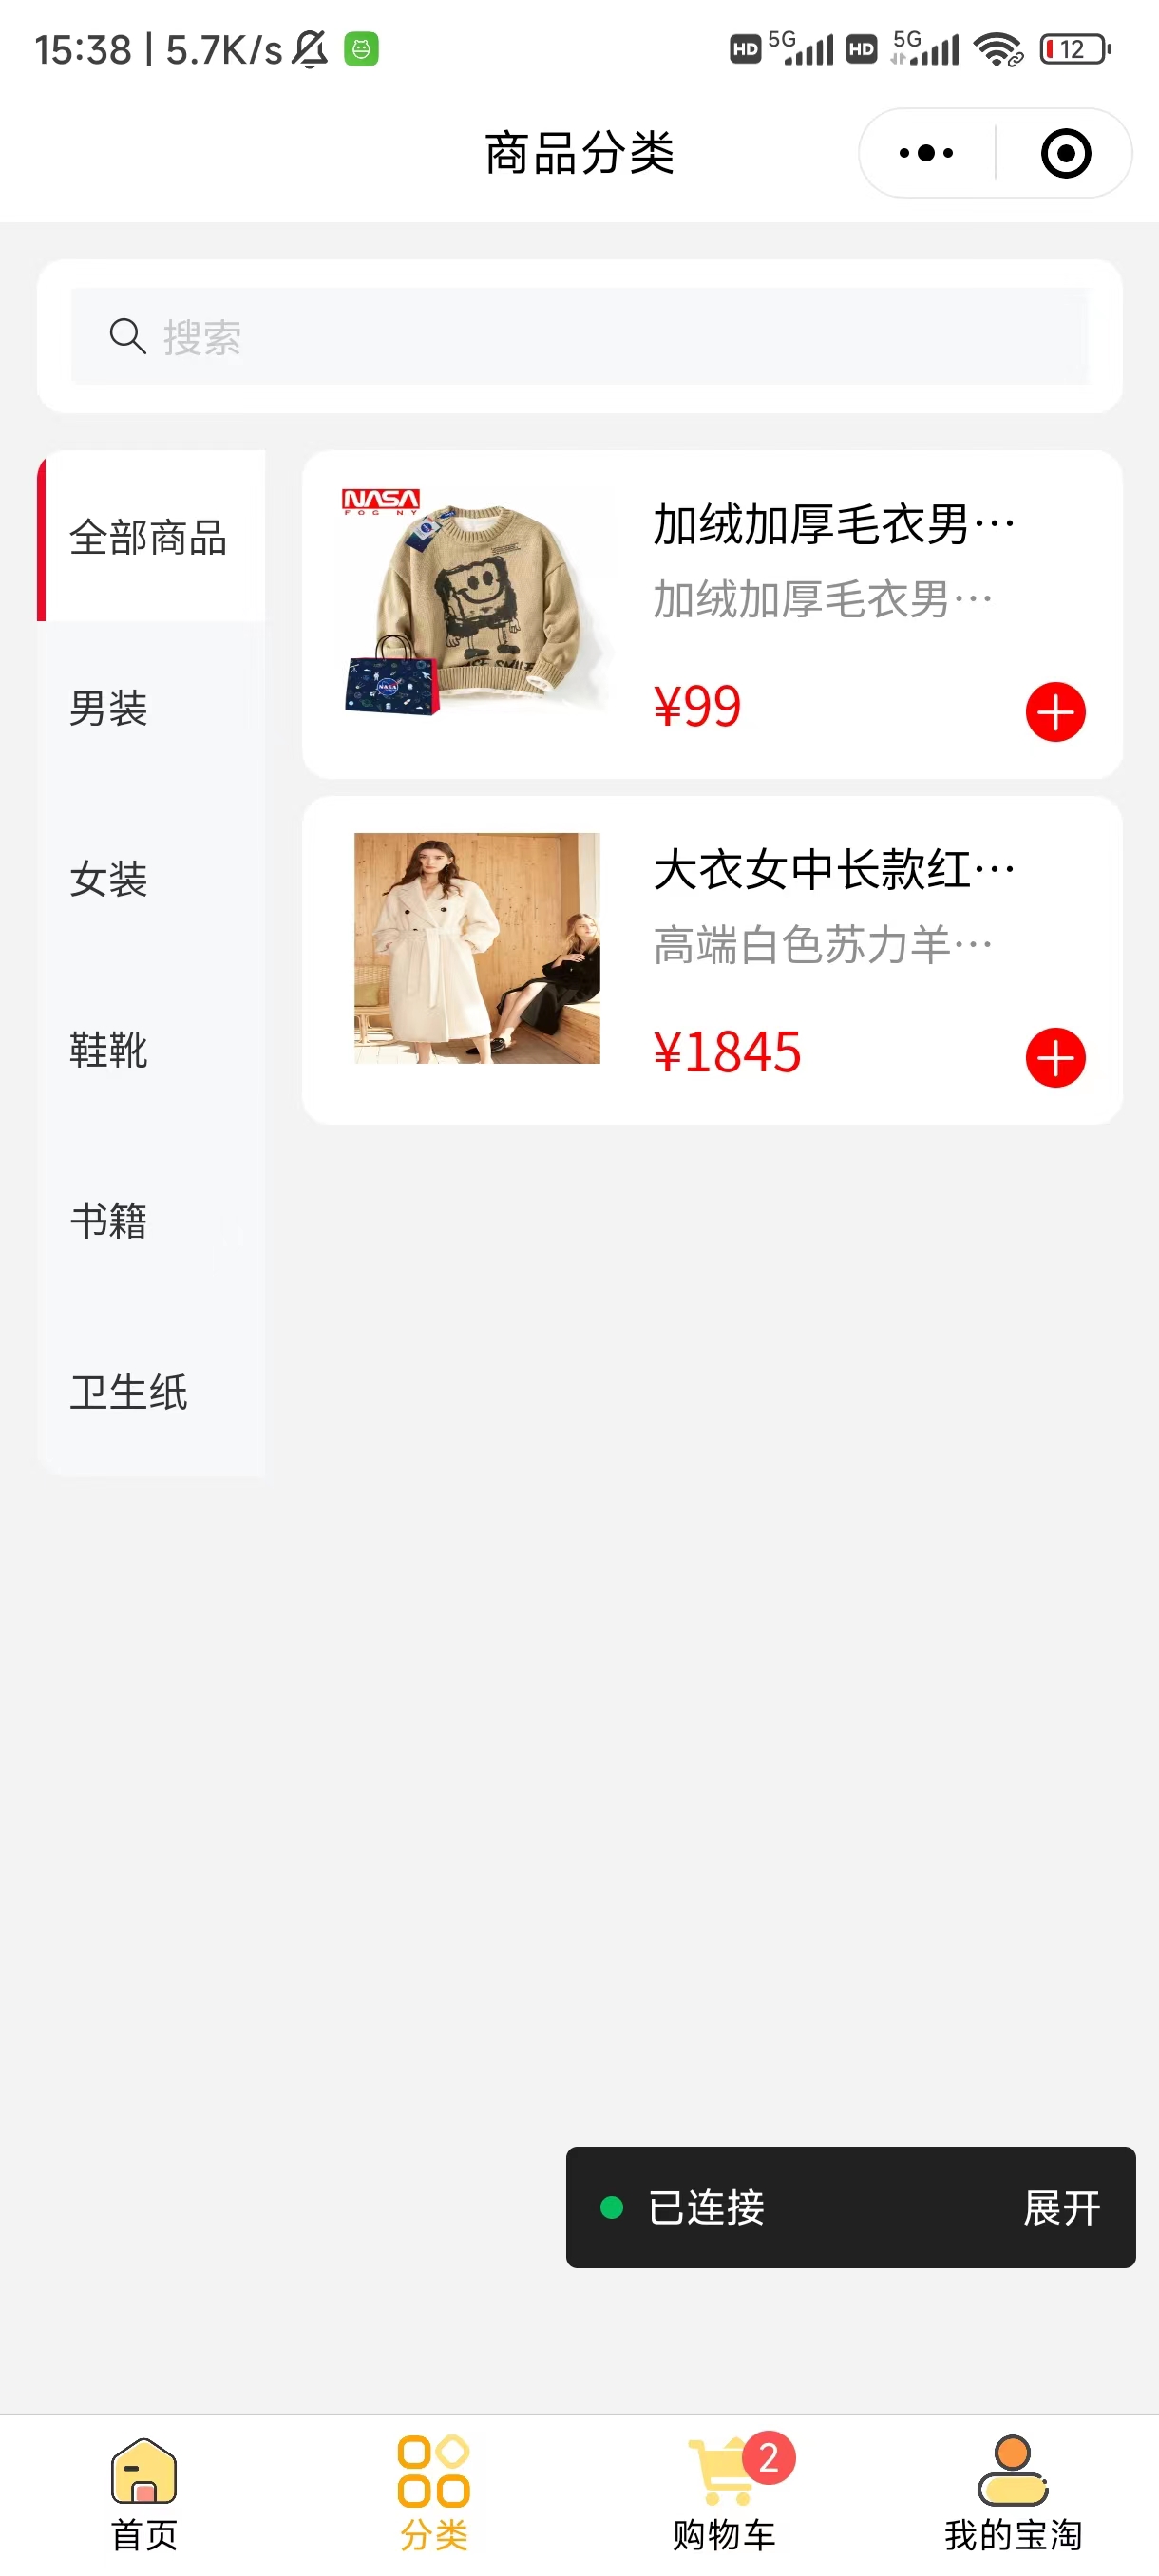 15:38 | 5.7K/s HD 5G HD 5G 12
商品分类
搜索
全部商品
男装
女装
鞋靴
书籍
卫生纸
NASA
FOG NY
NASA
加绒加厚毛衣男…
加绒加厚毛衣男…
¥99
大衣女中长款红…
高端白色苏力羊…
¥1845
已连接 展开
2
首页 分类 购物车 我的宝淘